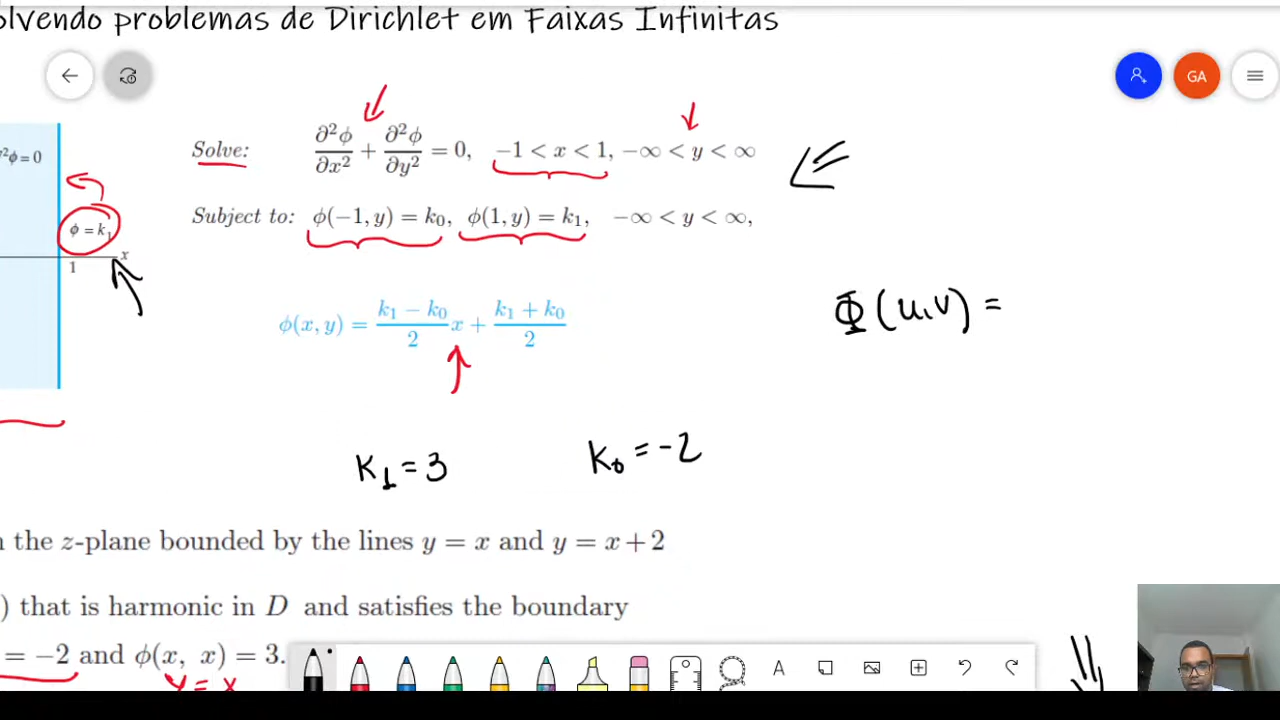 olvendo problemas de Dirichlet em Faixas Infinitas
GA
∇²φ=0
Solve: ∂²φ/∂x² + ∂²φ/∂y² = 0, −1 < x < 1, −∞ < y < ∞
Subject to: φ(−1, y) = k₀, φ(1, y) = k₁, −∞ < y < ∞,
φ = k₁
x
1
φ(x, y) = (k₁ − k₀)/2 x + (k₁ + k₀)/2
Φ(u,v) =
K₁ = 3
K₀ = -2
the z-plane bounded by the lines y = x and y = x + 2
) that is harmonic in D and satisfies the boundary
= −2 and φ(x, x) = 3.
y = x
A